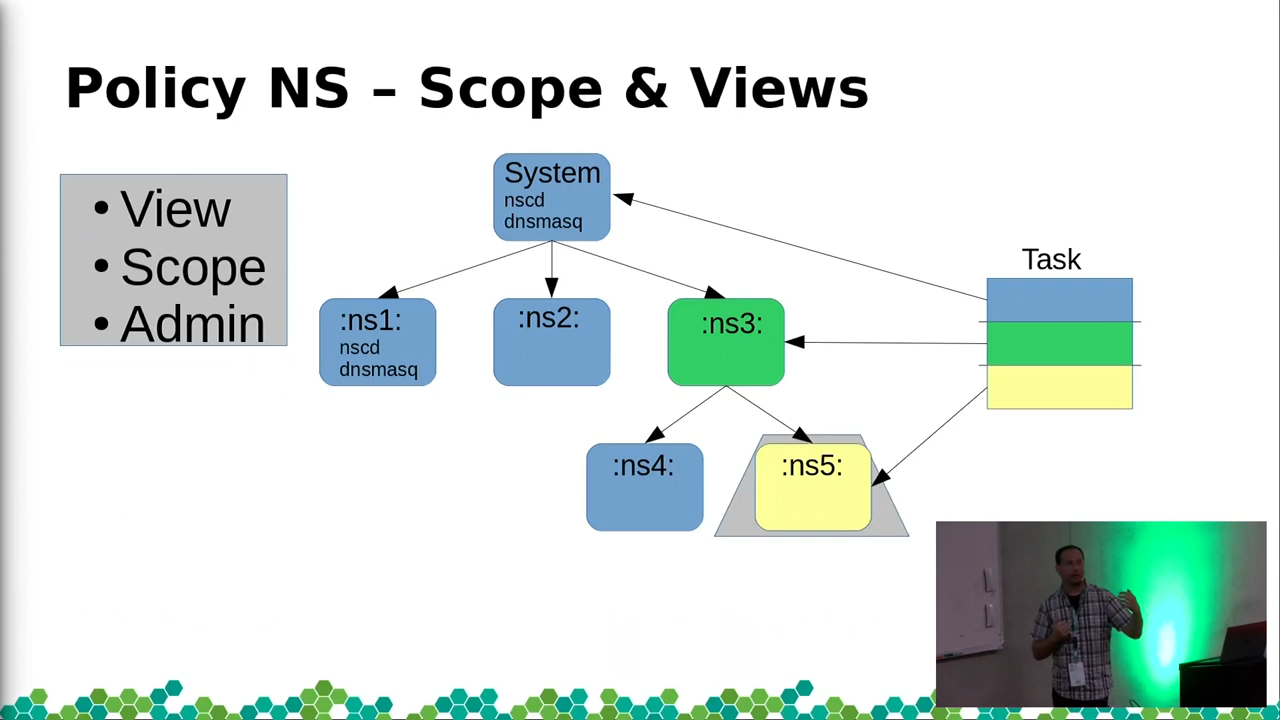 Policy NS – Scope & Views
• View
• Scope
• Admin
System
nscd
dnsmasq
Task
:ns1:
nscd
dnsmasq
:ns2:
:ns3:
:ns4:
:ns5: